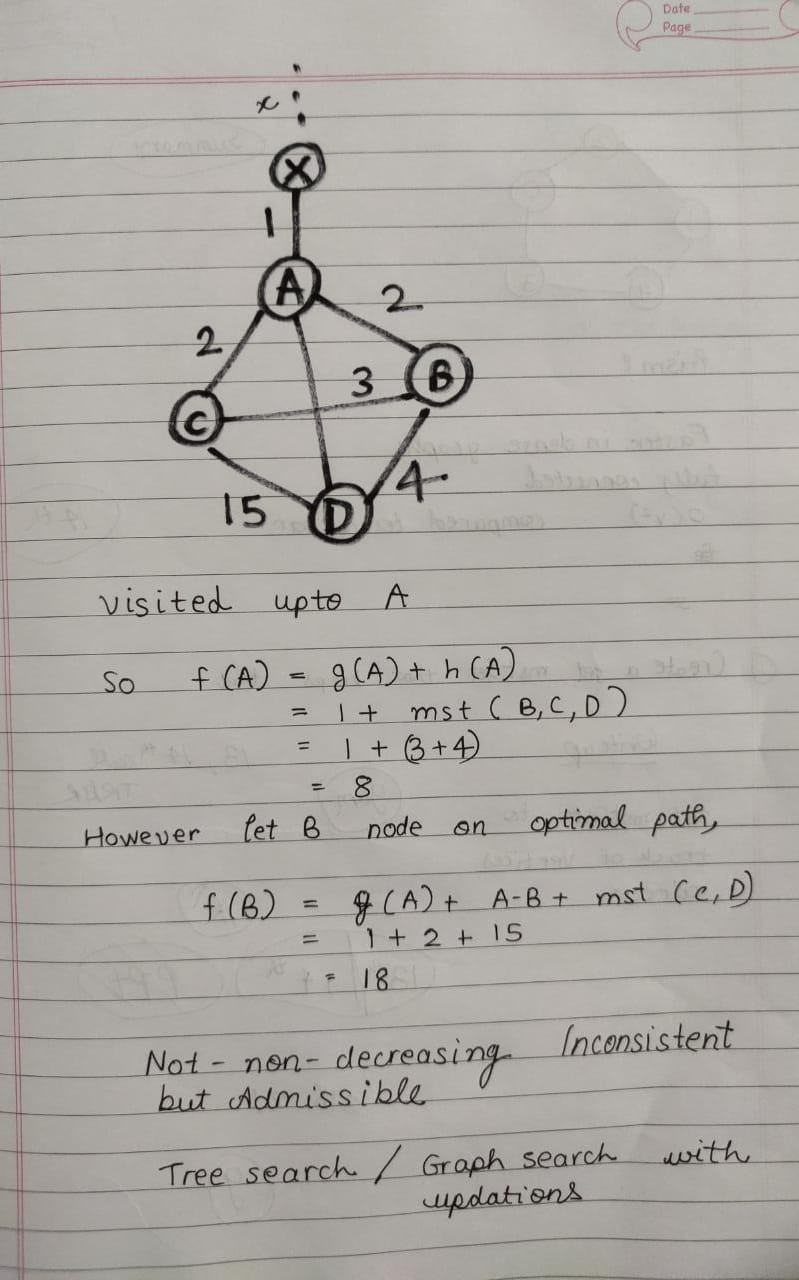 Date
Page
x
X
1
A
2
2
3
B
C
4
15
D
visited upto A
So f(A) = g(A) + h(A)
= 1 + mst (B, C, D)
= 1 + (3+4)
= 8
However let B node on optimal path,
f(B) = g(A) + A-B + mst (C, D)
= 1 + 2 + 15
= 18
Not - non - decreasing Inconsistent
but Admissible
Tree search / Graph search with
updations